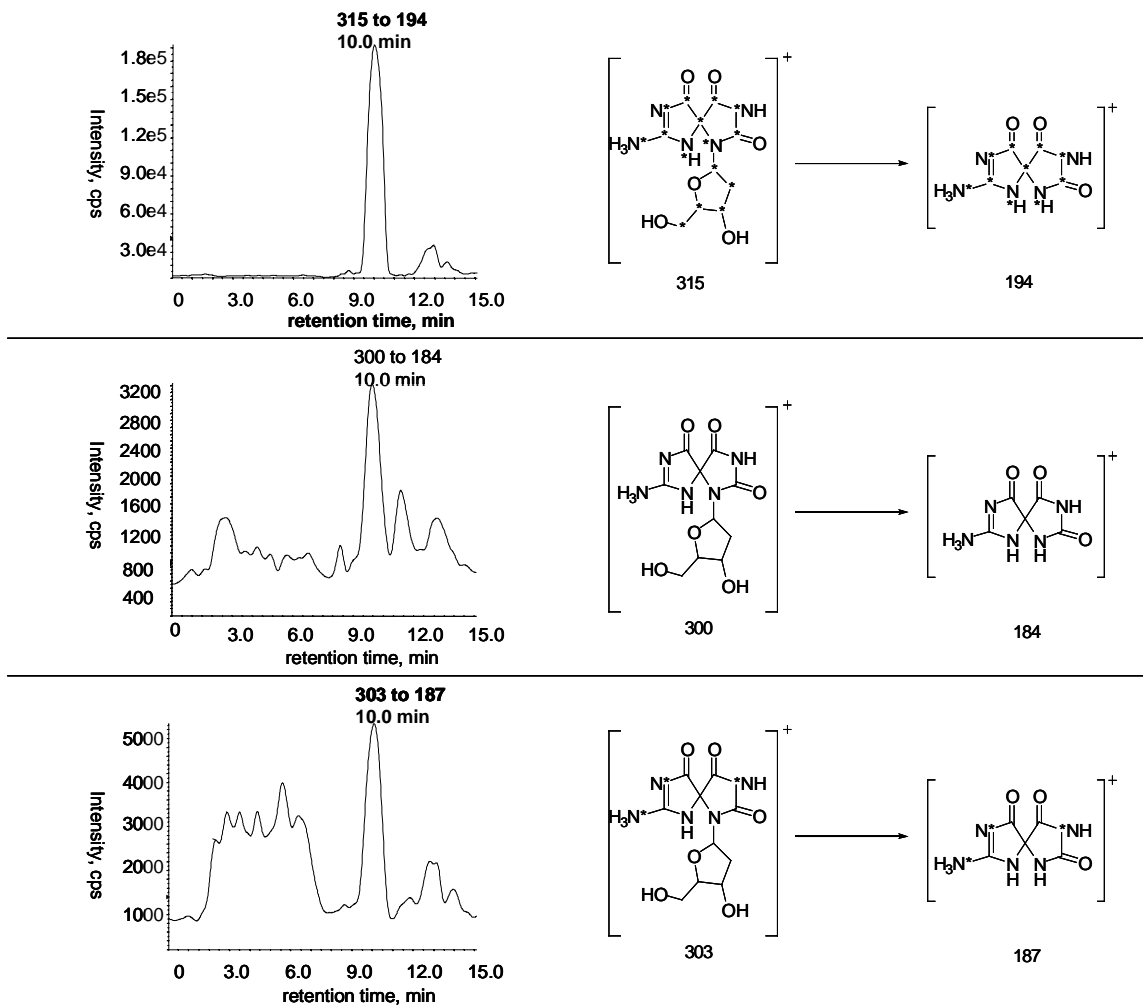 315 to 194
10.0 min
1.8e5
1.5e5
1.2e5
9.0e4
6.0e4
3.0e4
Intensity, cps
0 3.0 6.0 9.0 12.0 15.0
retention time, min
+
O O
N* * * *NH
* *
H3N* * N N * O
*H *
O * *
* *
HO * OH
315
+
O O
N* * * *NH
*
H3N* * N N * O
*H *H
194
300 to 184
10.0 min
3200
2800
2400
2000
1600
1200
800
400
Intensity, cps
0 3.0 6.0 9.0 12.0 15.0
retention time, min
+
O O
N NH
H3N N N O
H
O
HO
OH
300
+
O O
N NH
H3N N N O
H H
184
303 to 187
10.0 min
5000
4000
3000
2000
1000
Intensity, cps
0 3.0 6.0 9.0 12.0 15.0
retention time, min
+
O O
N* *NH
H3N* N N O
H
O
HO
OH
303
+
O O
N* *NH
H3N* N N O
H H
187